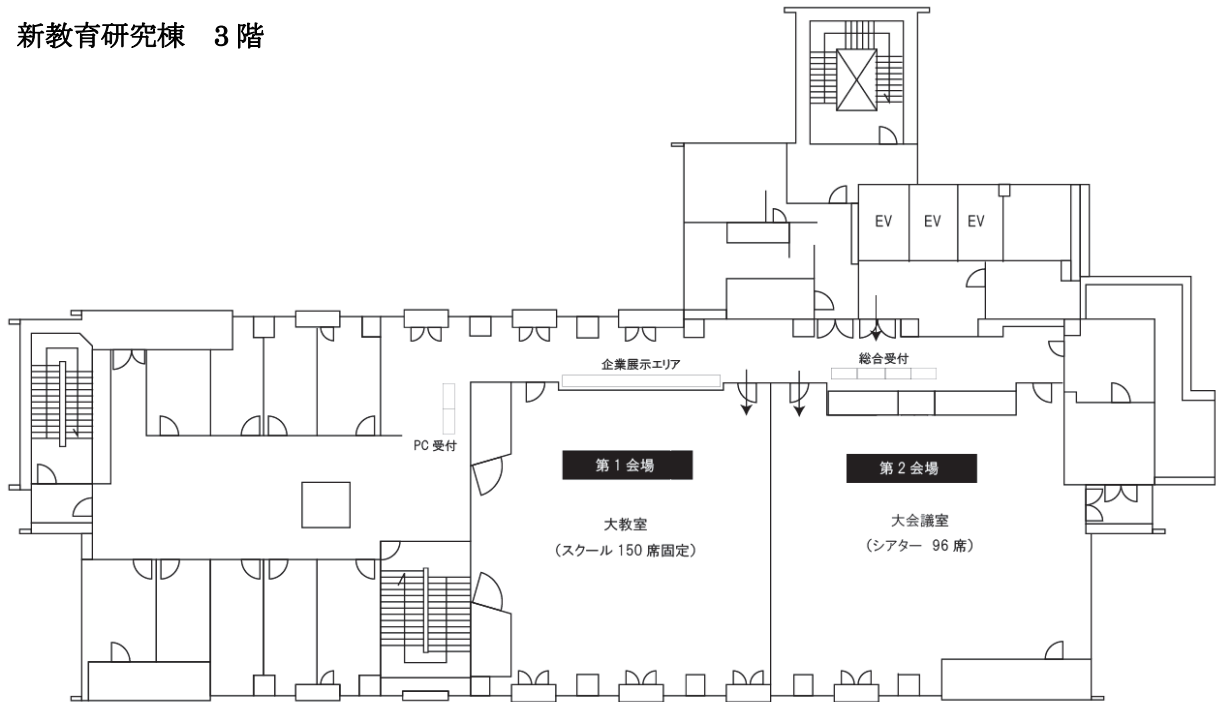 新教育研究棟 3階
EV EV EV
企業展示エリア
総合受付
PC 受付
第1会場
第2会場
大教室
(スクール 150 席固定)
大会議室
(シアター 96 席)